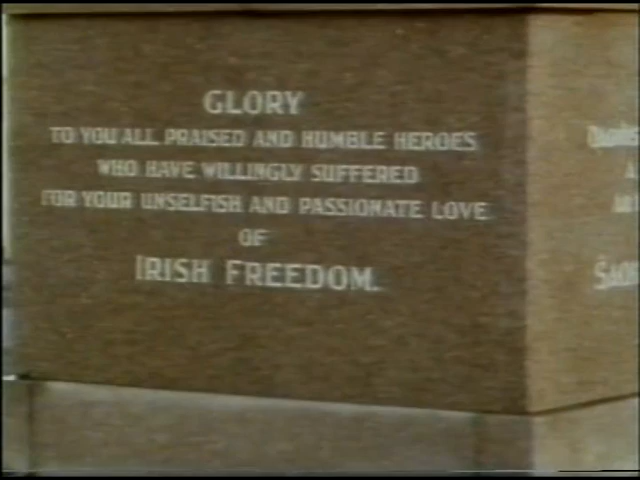 GLORY
TO YOU ALL PRAISED AND HUMBLE HEROES
WHO HAVE WILLINGLY SUFFERED
FOR YOUR UNSELFISH AND PASSIONATE LOVE
OF
IRISH FREEDOM.